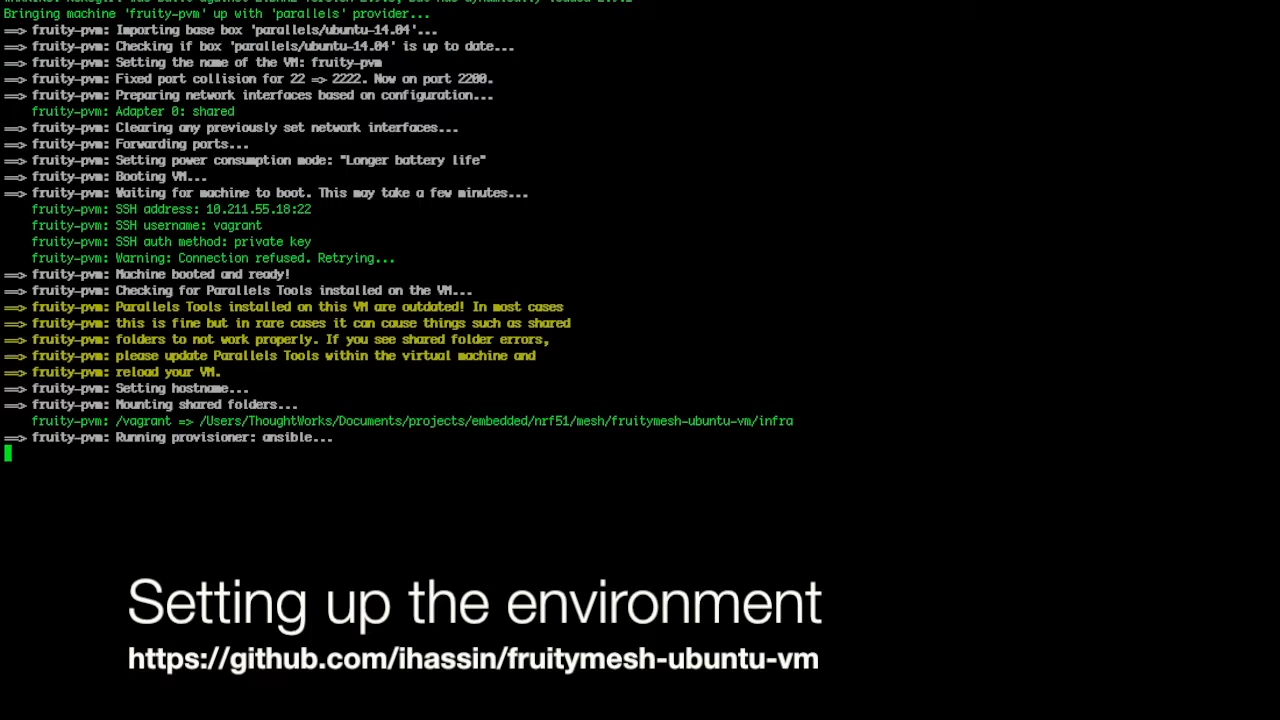 Bringing machine 'fruity-pvm' up with 'parallels' provider...
==> fruity-pvm: Importing base box 'parallels/ubuntu-14.04'...
==> fruity-pvm: Checking if box 'parallels/ubuntu-14.04' is up to date...
==> fruity-pvm: Setting the name of the VM: fruity-pvm
==> fruity-pvm: Fixed port collision for 22 => 2222. Now on port 2200.
==> fruity-pvm: Preparing network interfaces based on configuration...
fruity-pvm: Adapter 0: shared
==> fruity-pvm: Clearing any previously set network interfaces...
==> fruity-pvm: Forwarding ports...
==> fruity-pvm: Setting power consumption mode: "Longer battery life"
==> fruity-pvm: Booting VM...
==> fruity-pvm: Waiting for machine to boot. This may take a few minutes...
fruity-pvm: SSH address: 10.211.55.18:22
fruity-pvm: SSH username: vagrant
fruity-pvm: SSH auth method: private key
fruity-pvm: Warning: Connection refused. Retrying...
==> fruity-pvm: Machine booted and ready!
==> fruity-pvm: Checking for Parallels Tools installed on the VM...
==> fruity-pvm: Parallels Tools installed on this VM are outdated! In most cases
==> fruity-pvm: this is fine but in rare cases it can cause things such as shared
==> fruity-pvm: folders to not work properly. If you see shared folder errors,
==> fruity-pvm: please update Parallels Tools within the virtual machine and
==> fruity-pvm: reload your VM.
==> fruity-pvm: Setting hostname...
==> fruity-pvm: Mounting shared folders...
fruity-pvm: /vagrant => /Users/ThoughtWorks/Documents/projects/embedded/nrf51/mesh/fruitymesh-ubuntu-vm/infra
==> fruity-pvm: Running provisioner: ansible...
Setting up the environment
https://github.com/ihassin/fruitymesh-ubuntu-vm